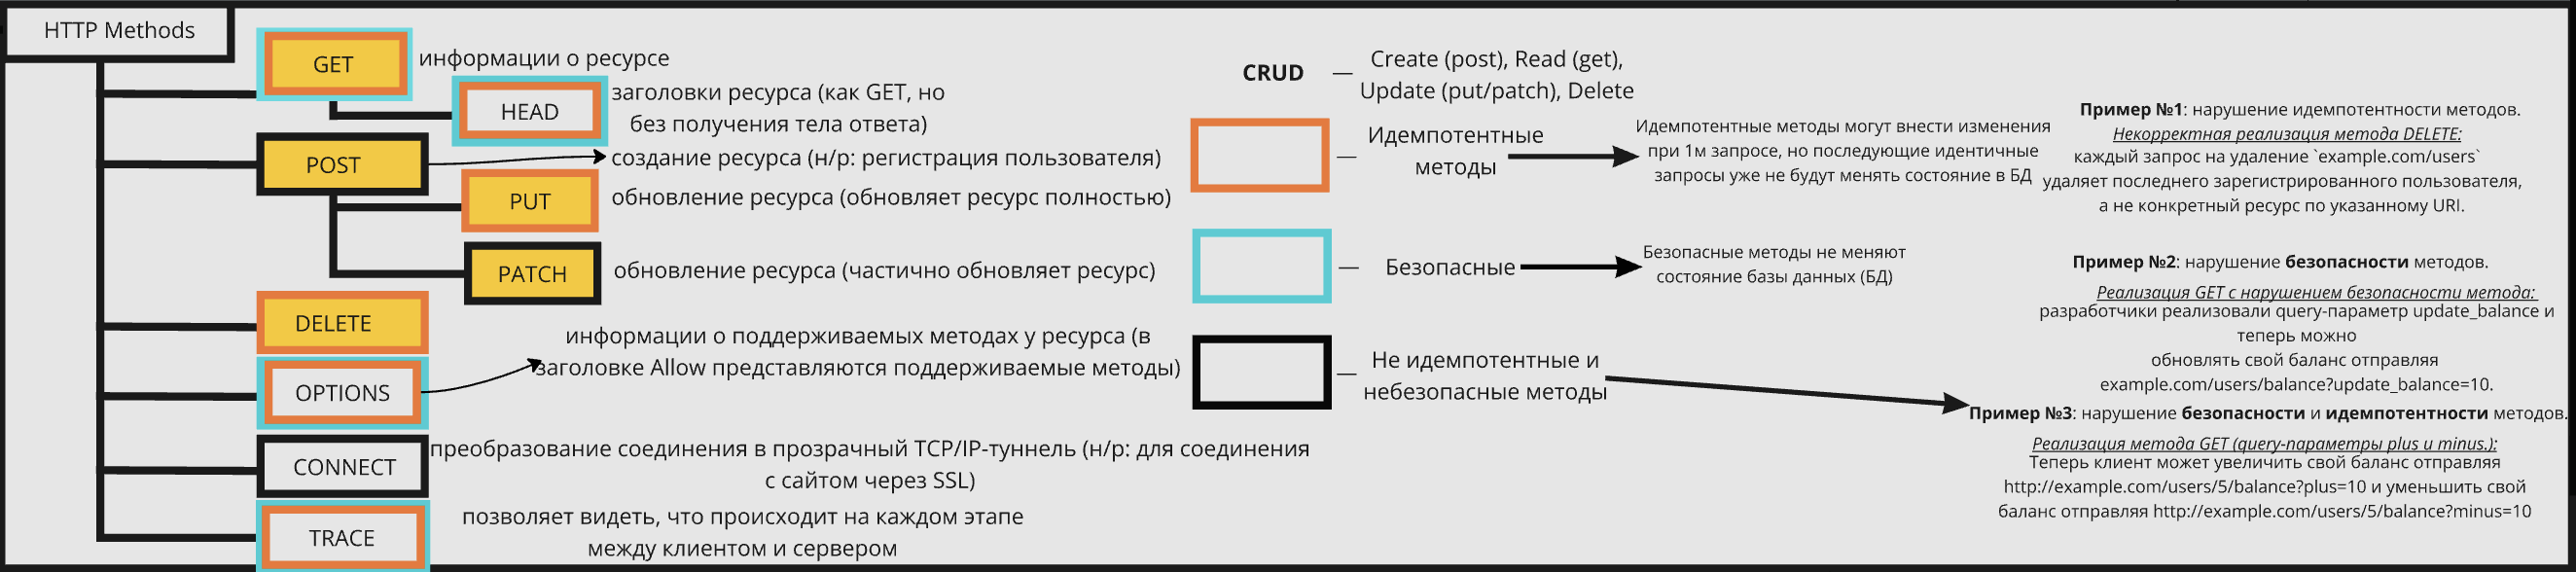 HTTP Methods
GET
информации о ресурсе
HEAD
заголовки ресурса (как GET, но
без получения тела ответа)
POST
создание ресурса (н/р: регистрация пользователя)
PUT
обновление ресурса (обновляет ресурс полностью)
PATCH
обновление ресурса (частично обновляет ресурс)
DELETE
OPTIONS
информации о поддерживаемых методах у ресурса (в
заголовке Allow представляются поддерживаемые методы)
CONNECT
преобразование соединения в прозрачный TCP/IP-туннель (н/р: для соединения
с сайтом через SSL)
TRACE
позволяет видеть, что происходит на каждом этапе
между клиентом и сервером
CRUD — Create (post), Read (get),
Update (put/patch), Delete
— Идемпотентные
методы
Идемпотентные методы могут внести изменения
при 1м запросе, но последующие идентичные
запросы уже не будут менять состояние в БД
— Безопасные
Безопасные методы не меняют
состояние базы данных (БД)
— Не идемпотентные и
небезопасные методы
Пример №1: нарушение идемпотентности методов.
Некорректная реализация метода DELETE:
каждый запрос на удаление `example.com/users`
удаляет последнего зарегистрированного пользователя,
а не конкретный ресурс по указанному URI.
Пример №2: нарушение безопасности методов.
Реализация GET с нарушением безопасности метода:
разработчики реализовали query-параметр update_balance и
теперь можно
обновлять свой баланс отправляя
example.com/users/balance?update_balance=10.
Пример №3: нарушение безопасности и идемпотентности методов.
Реализация метода GET (query-параметры plus и minus.):
Теперь клиент может увеличить свой баланс отправляя
http://example.com/users/5/balance?plus=10 и уменьшить свой
баланс отправляя http://example.com/users/5/balance?minus=10